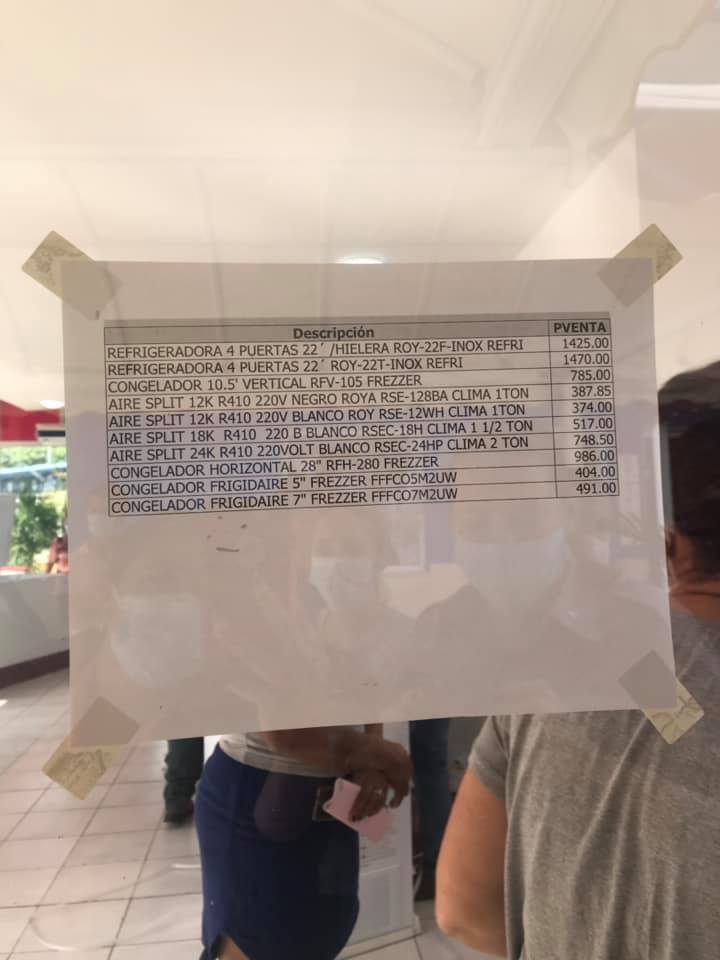 Descripción PVENTA
REFRIGERADORA 4 PUERTAS 22´ /HIELERA ROY-22F-INOX REFRI 1425.00
REFRIGERADORA 4 PUERTAS 22´ ROY-22T-INOX REFRI 1470.00
CONGELADOR 10.5' VERTICAL RFV-105 FREZZER 785.00
AIRE SPLIT 12K R410 220V NEGRO ROYA RSE-128BA CLIMA 1TON 387.85
AIRE SPLIT 12K R410 220V BLANCO ROY RSE-12WH CLIMA 1TON 374.00
AIRE SPLIT 18K R410 220 B BLANCO RSEC-18H CLIMA 1 1/2 TON 517.00
AIRE SPLIT 24K R410 220VOLT BLANCO RSEC-24HP CLIMA 2 TON 748.50
CONGELADOR HORIZONTAL 28" RFH-280 FREZZER 986.00
CONGELADOR FRIGIDAIRE 5" FREZZER FFFCO5M2UW 404.00
CONGELADOR FRIGIDAIRE 7" FREZZER FFFCO7M2UW 491.00